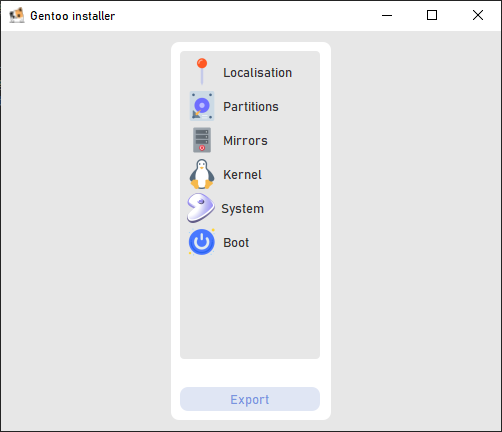 Gentoo installer
Localisation
Partitions
Mirrors
Kernel
System
Boot
Export